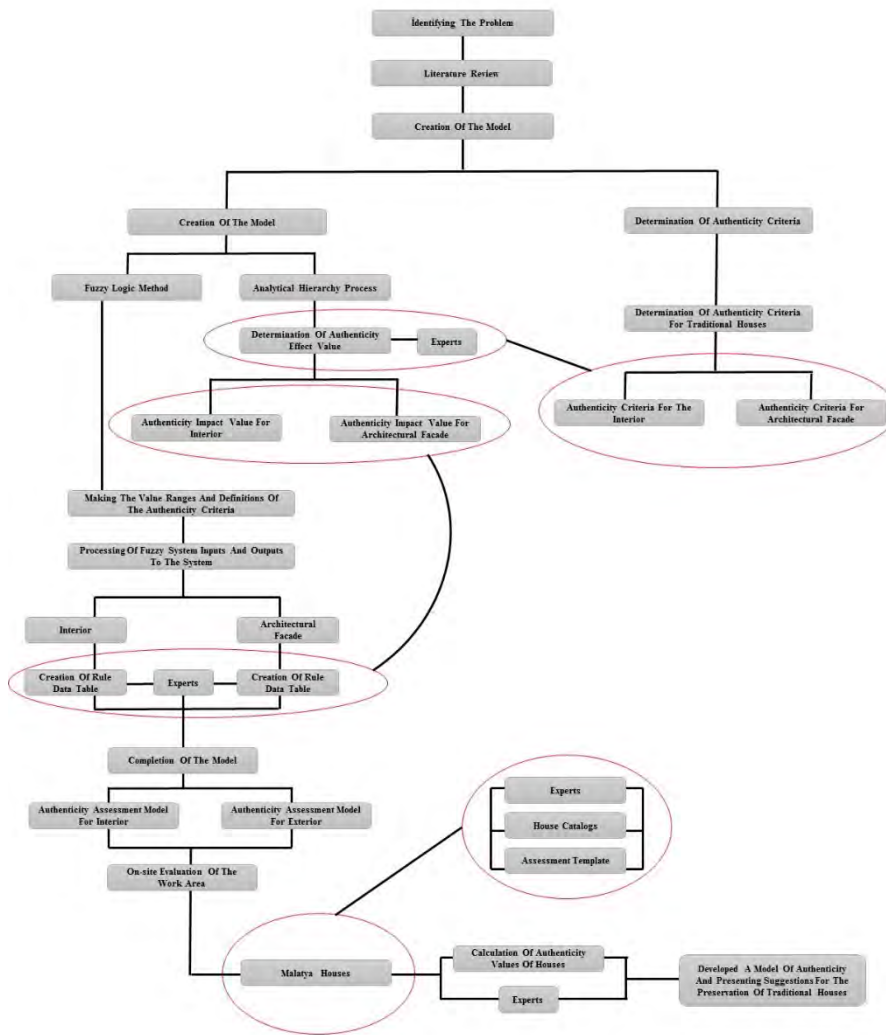 İdentifying The Problem
Literature Review
Creation Of The Model
Creation Of The Model
Determination Of Authenticity Criteria
Fuzzy Logic Method
Analytical Hierarchy Process
Determination Of Authenticity Criteria
For Traditional Houses
Determination Of Authenticity
Effect Value
Experts
Authenticity Impact Value For
Interior
Authenticity Impact Value For
Architectural Facade
Authenticity Criteria For The
Interior
Authenticity Criteria For
Architectural Facade
Making The Value Ranges And Definitions Of
The Authenticity Criteria
Processing Of Fuzzy System Inputs And Outputs
To The System
Interior
Architectural
Facade
Creation Of Rule
Data Table
Experts
Creation Of Rule
Data Table
Completion Of The Model
Authenticity Assessment Model
For Interior
Authenticity Assessment Model
For Exterior
On-site Evaluation Of The
Work Area
Experts
House Catalogs
Assessment Template
Malatya Houses
Calculation Of Authenticity
Values Of Houses
Experts
Developed A Model Of Authenticity
And Presenting Suggestions For The
Preservation Of Traditional Houses